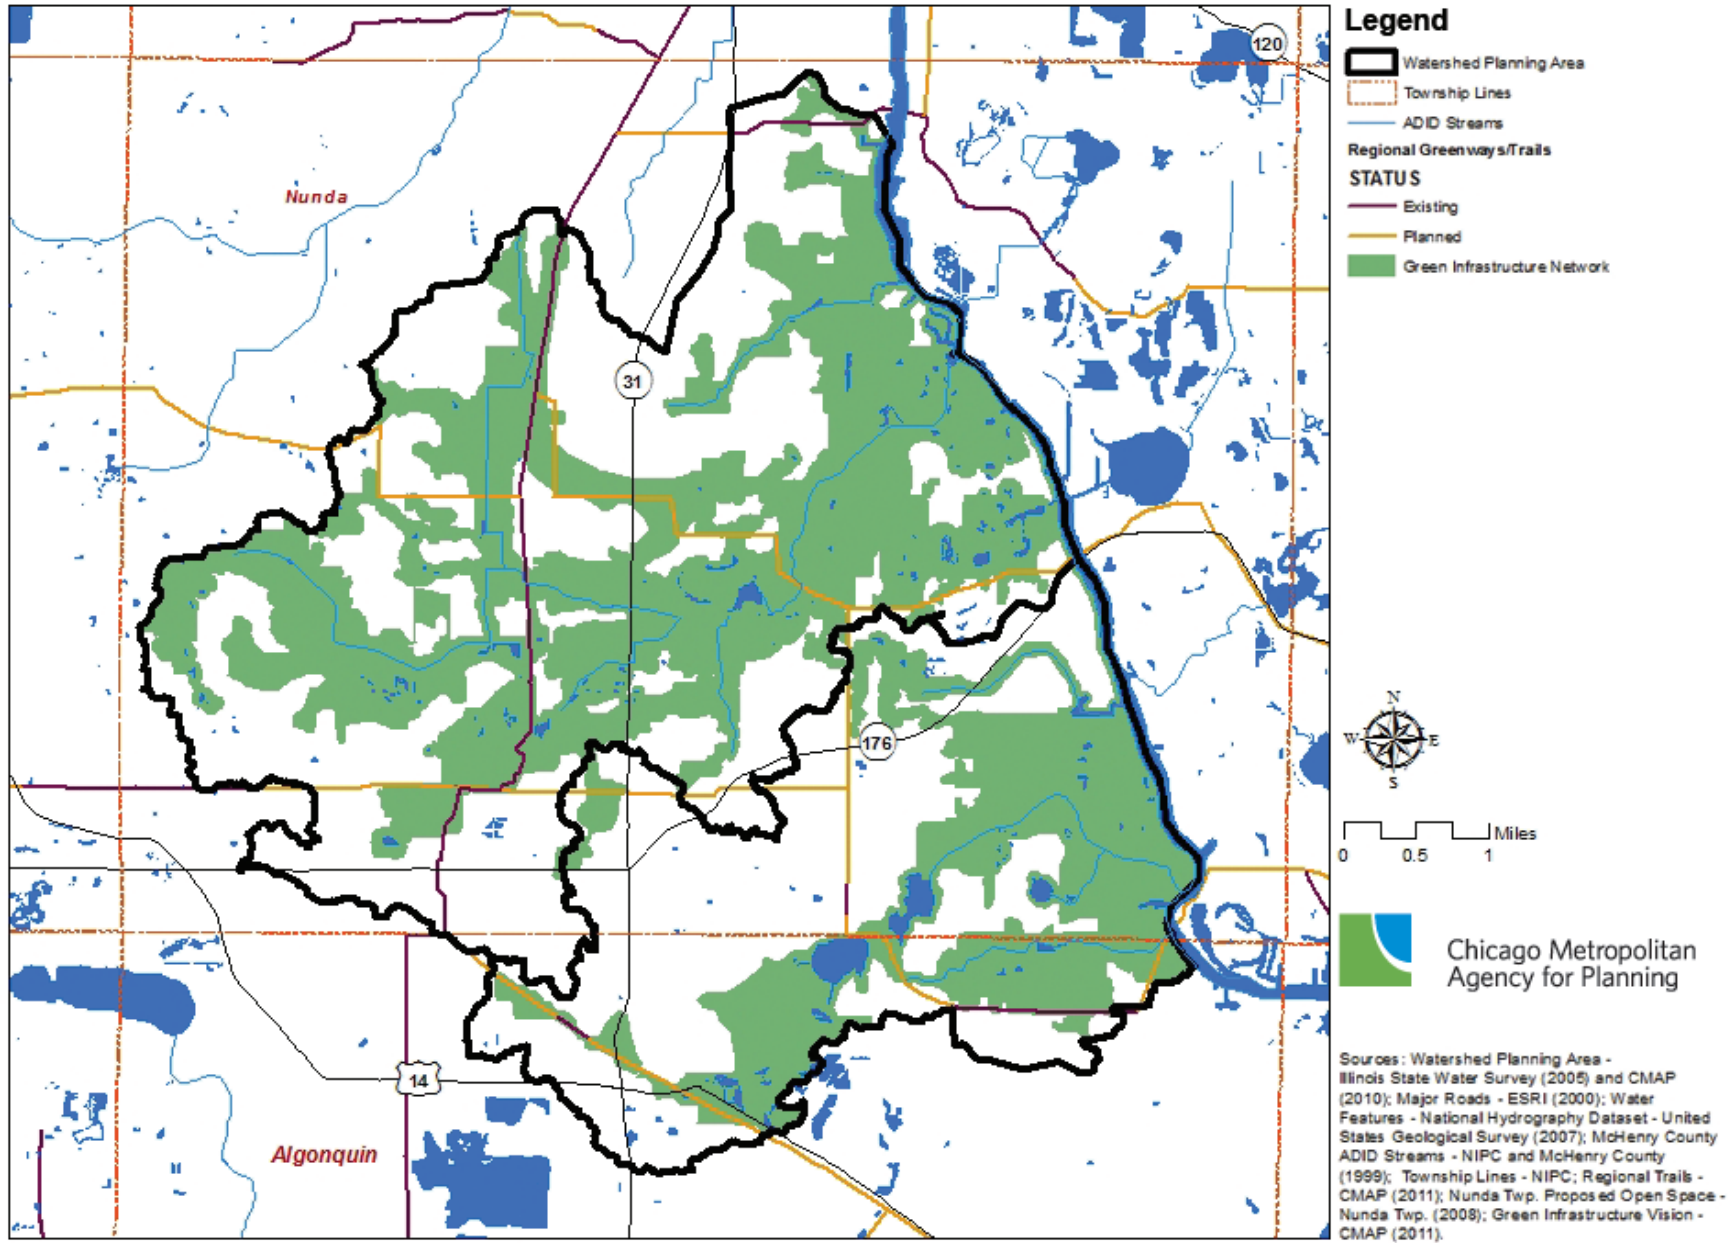 Legend
Watershed Planning Area
Township Lines
ADID Streams
Regional Greenways/Trails
STATUS
Existing
Planned
Green Infrastructure Network
120
Nunda
31
176
14
Algonquin
N
W E
S
Miles
0 0.5 1
Chicago Metropolitan
Agency for Planning
Sources: Watershed Planning Area -
Illinois State Water Survey (2005) and CMAP
(2010); Major Roads - ESRI (2000); Water
Features - National Hydrography Dataset - United
States Geological Survey (2007); McHenry County
ADID Streams - NIPC and McHenry County
(1999); Township Lines - NIPC; Regional Trails -
CMAP (2011); Nunda Twp. Proposed Open Space -
Nunda Twp. (2008); Green Infrastructure Vision -
CMAP (2011).